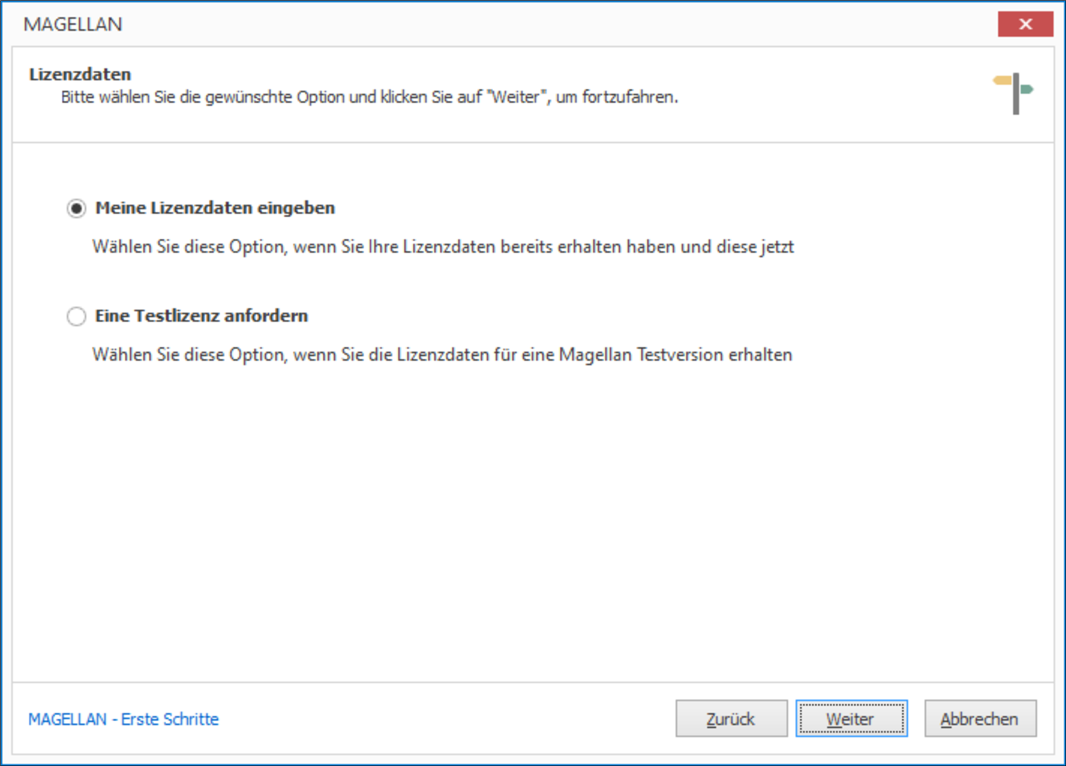 MAGELLAN
Lizenzdaten
Bitte wählen Sie die gewünschte Option und klicken Sie auf "Weiter", um fortzufahren.
Meine Lizenzdaten eingeben
Wählen Sie diese Option, wenn Sie Ihre Lizenzdaten bereits erhalten haben und diese jetzt
Eine Testlizenz anfordern
Wählen Sie diese Option, wenn Sie die Lizenzdaten für eine Magellan Testversion erhalten
MAGELLAN - Erste Schritte
Zurück
Weiter
Abbrechen